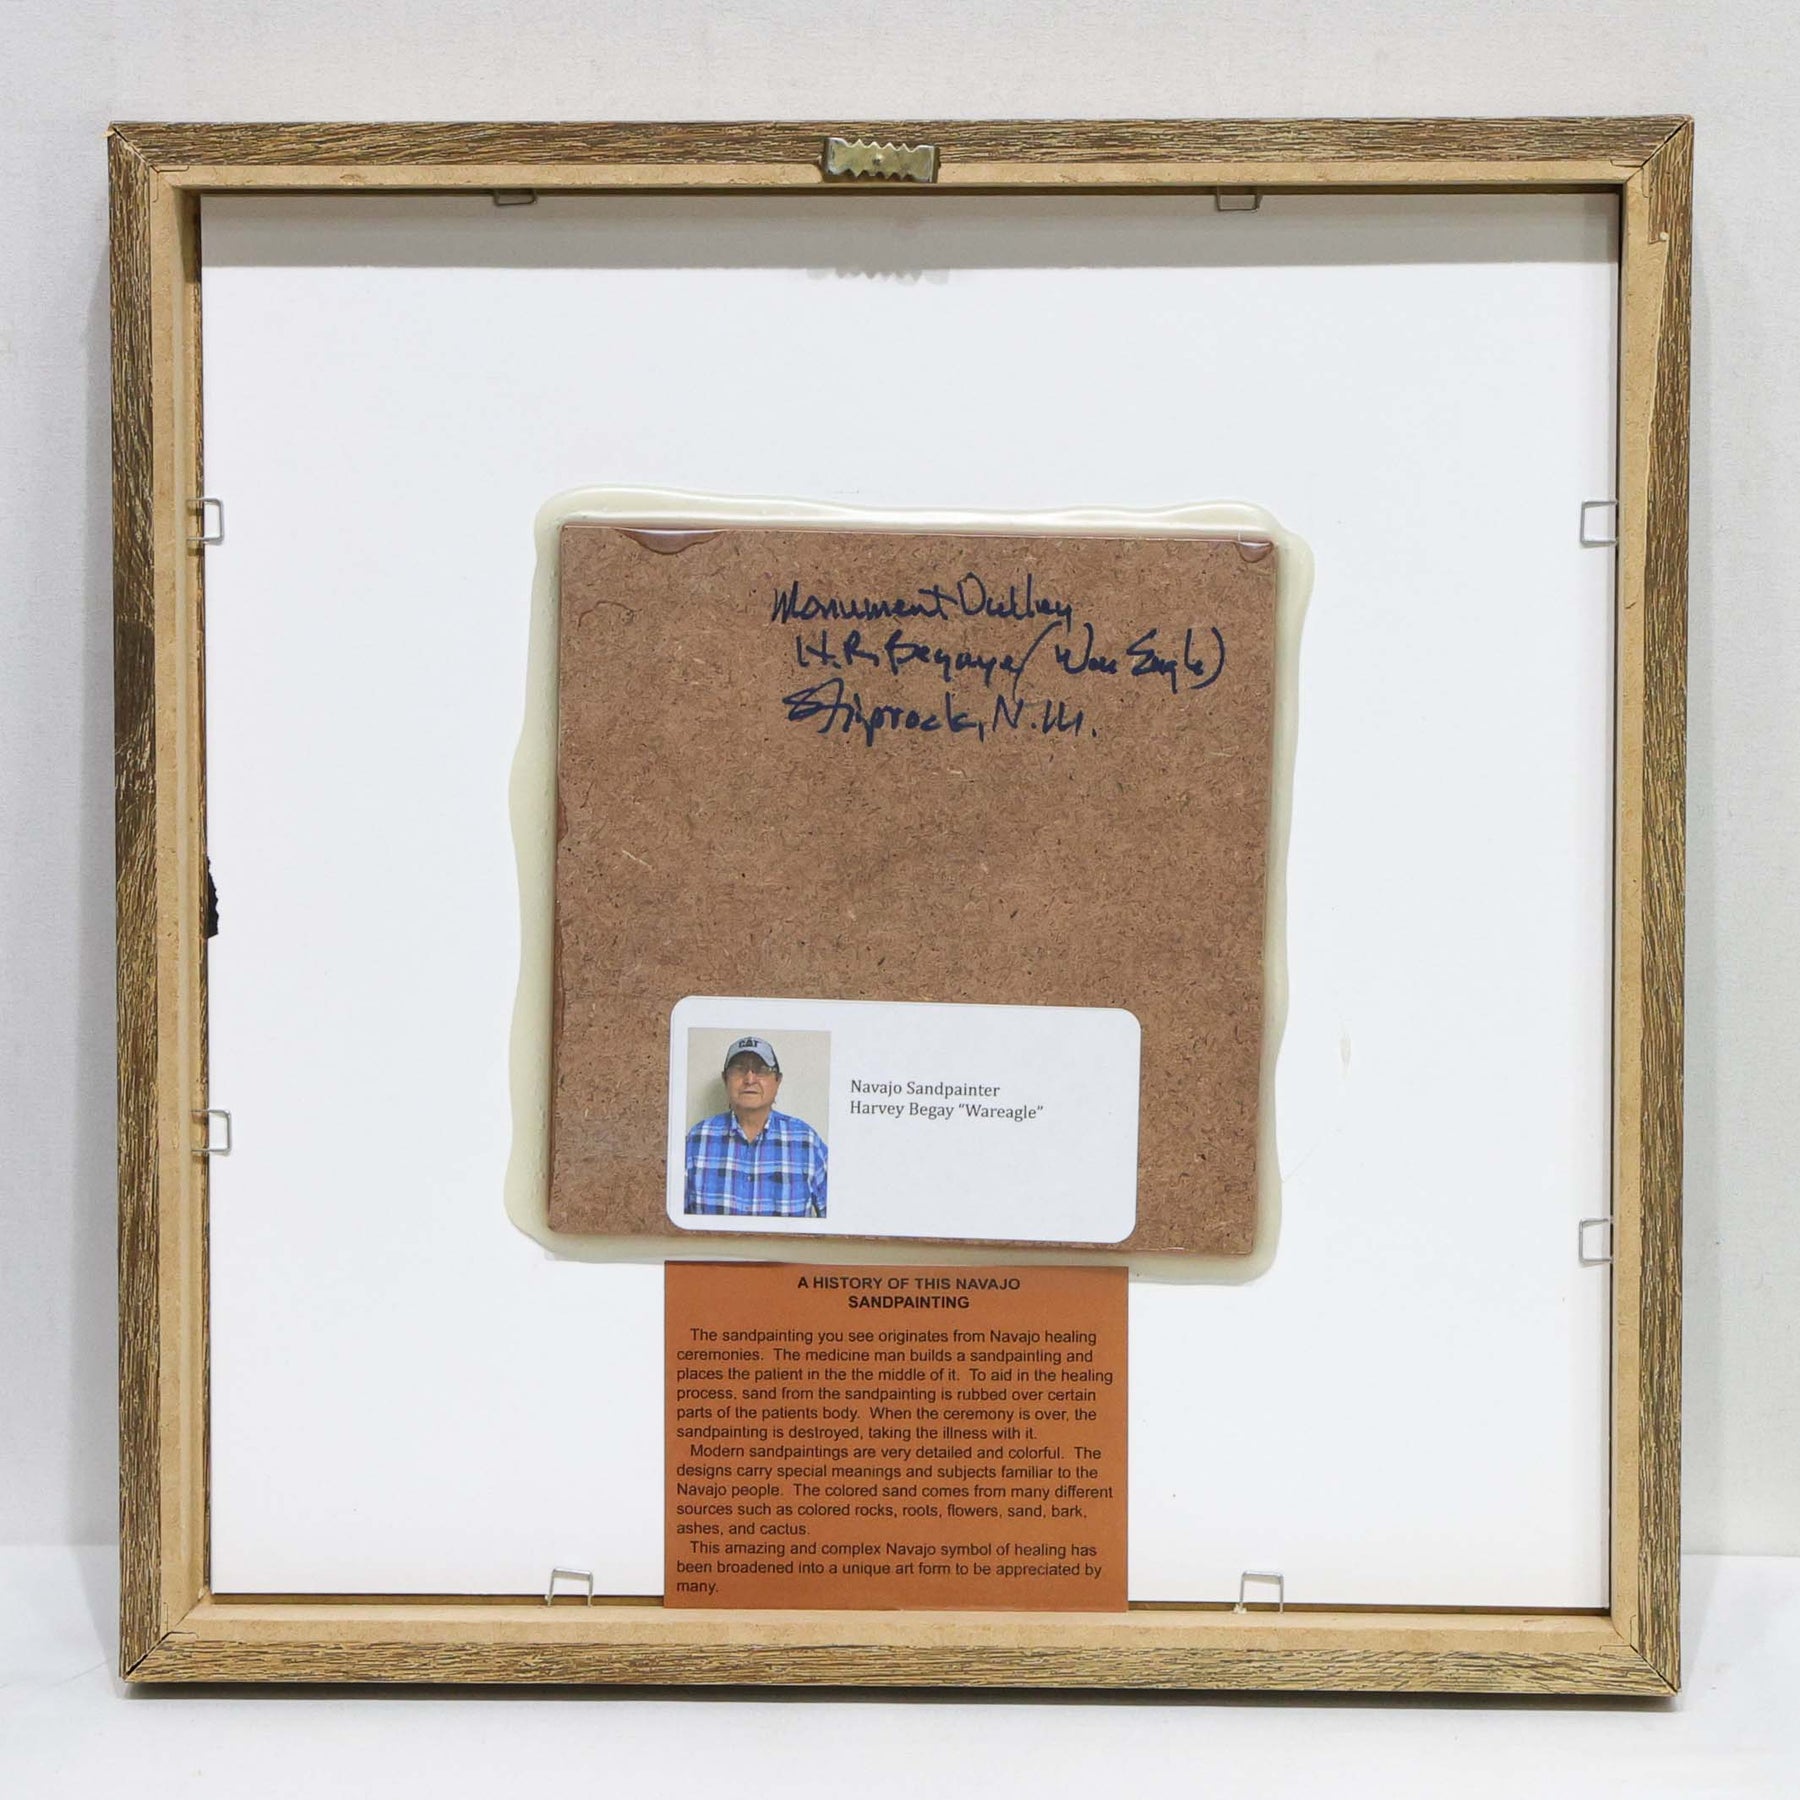 Monument Valley
H.R. Begaye (War Eagle)
Shiprock, N.M.
CAT
Navajo Sandpainter
Harvey Begay “Wareagle”
A HISTORY OF THIS NAVAJO
SANDPAINTING
The sandpainting you see originates from Navajo healing
ceremonies. The medicine man builds a sandpainting and
places the patient in the the middle of it. To aid in the healing
process, sand from the sandpainting is rubbed over certain
parts of the patients body. When the ceremony is over, the
sandpainting is destroyed, taking the illness with it.
Modern sandpaintings are very detailed and colorful. The
designs carry special meanings and subjects familiar to the
Navajo people. The colored sand comes from many different
sources such as colored rocks, roots, flowers, sand, bark,
ashes, and cactus.
This amazing and complex Navajo symbol of healing has
been broadened into a unique art form to be appreciated by
many.